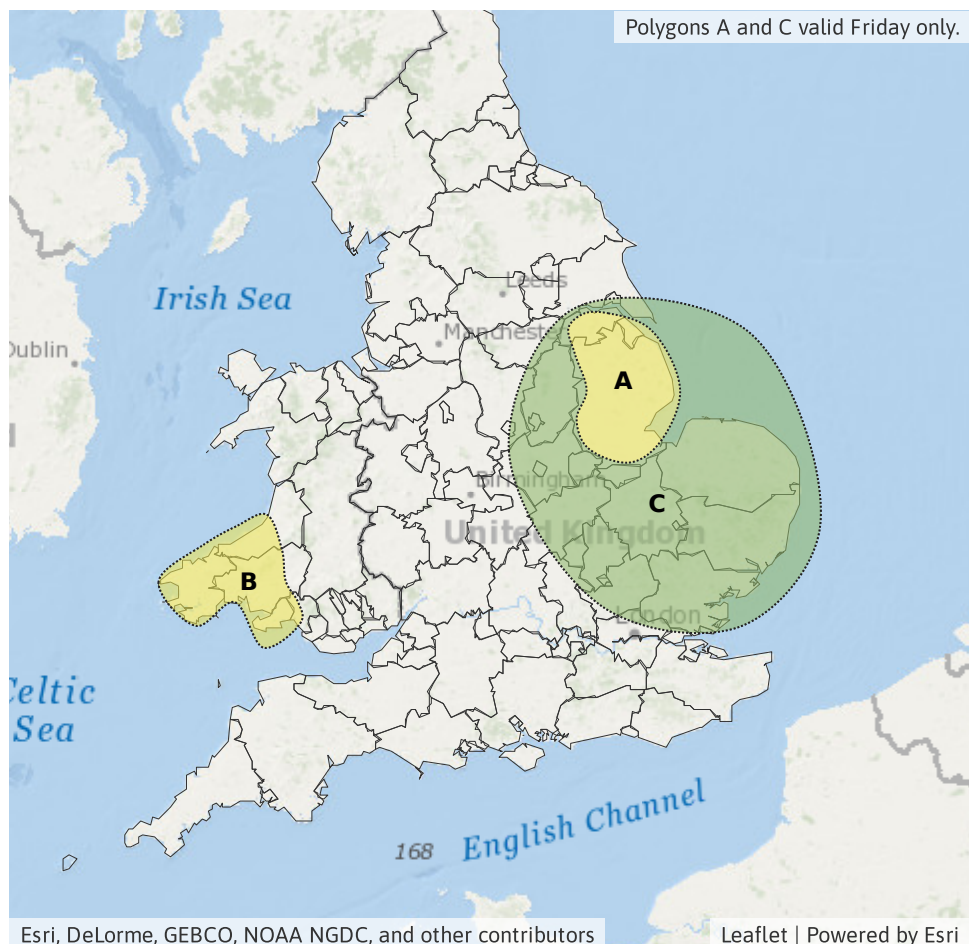 Polygons A and C valid Friday only.
Leeds
Irish Sea
Manchest
Dublin
A
Birmingham
C
United Kingdom
B
London
Celtic
Sea
English Channel
168
Esri, DeLorme, GEBCO, NOAA NGDC, and other contributors
Leaflet | Powered by Esri